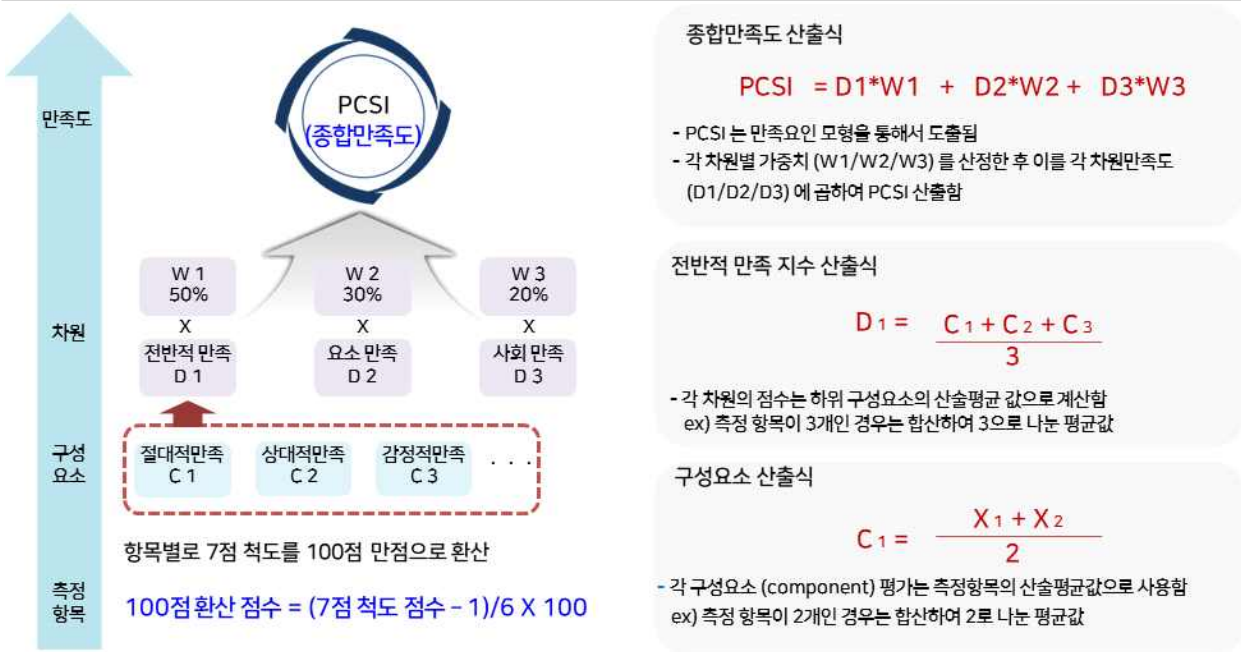 만족도
PCSI
(종합만족도)
차원
W 1
50%
X
전반적 만족
D 1
W 2
30%
X
요소 만족
D 2
W 3
20%
X
사회 만족
D 3
구성
요소
절대적만족
C 1
상대적만족
C 2
감정적만족
C 3
. . .
측정
항목
항목별로 7점 척도를 100점 만점으로 환산
100점 환산 점수 = (7점 척도 점수 – 1)/6 X 100
종합만족도 산출식
PCSI = D1*W1 + D2*W2 + D3*W3
- PCSI 는 만족요인 모형을 통해서 도출됨
- 각 차원별 가중치 (W1/W2/W3) 를 산정한 후 이를 각 차원만족도
(D1/D2/D3) 에 곱하여 PCSI 산출함
전반적 만족 지수 산출식
D 1 = C 1 + C 2 + C 3
3
- 각 차원의 점수는 하위 구성요소의 산술평균 값으로 계산함
ex) 측정 항목이 3개인 경우는 합산하여 3으로 나눈 평균값
구성요소 산출식
C 1 = X 1 + X 2
2
- 각 구성요소 (component) 평가는 측정항목의 산술평균값으로 사용함
ex) 측정 항목이 2개인 경우는 합산하여 2로 나눈 평균값